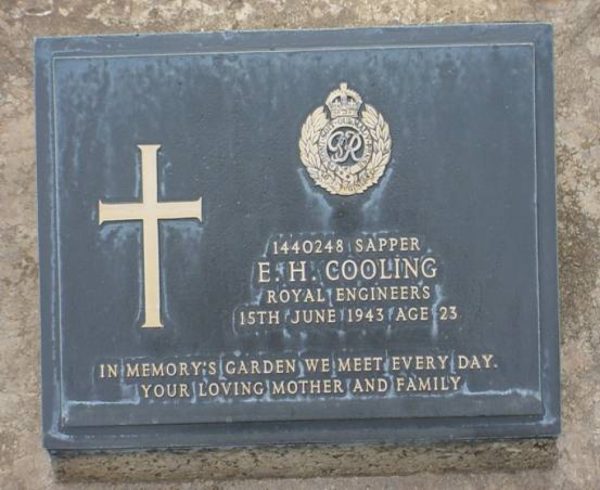 GR
1440248 SAPPER
E. H. COOLING
ROYAL ENGINEERS
15TH JUNE 1943 AGE 23
IN MEMORY'S GARDEN WE MEET EVERY DAY.
YOUR LOVING MOTHER AND FAMILY